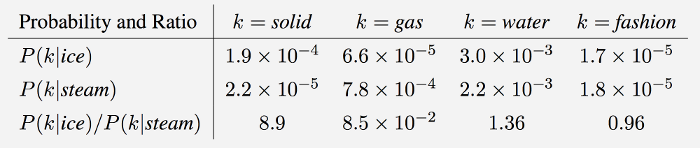 Probability and Ratio k = solid k = gas k = water k = fashion
P(k|ice) 1.9 × 10⁻⁴ 6.6 × 10⁻⁵ 3.0 × 10⁻³ 1.7 × 10⁻⁵
P(k|steam) 2.2 × 10⁻⁵ 7.8 × 10⁻⁴ 2.2 × 10⁻³ 1.8 × 10⁻⁵
P(k|ice)/P(k|steam) 8.9 8.5 × 10⁻² 1.36 0.96